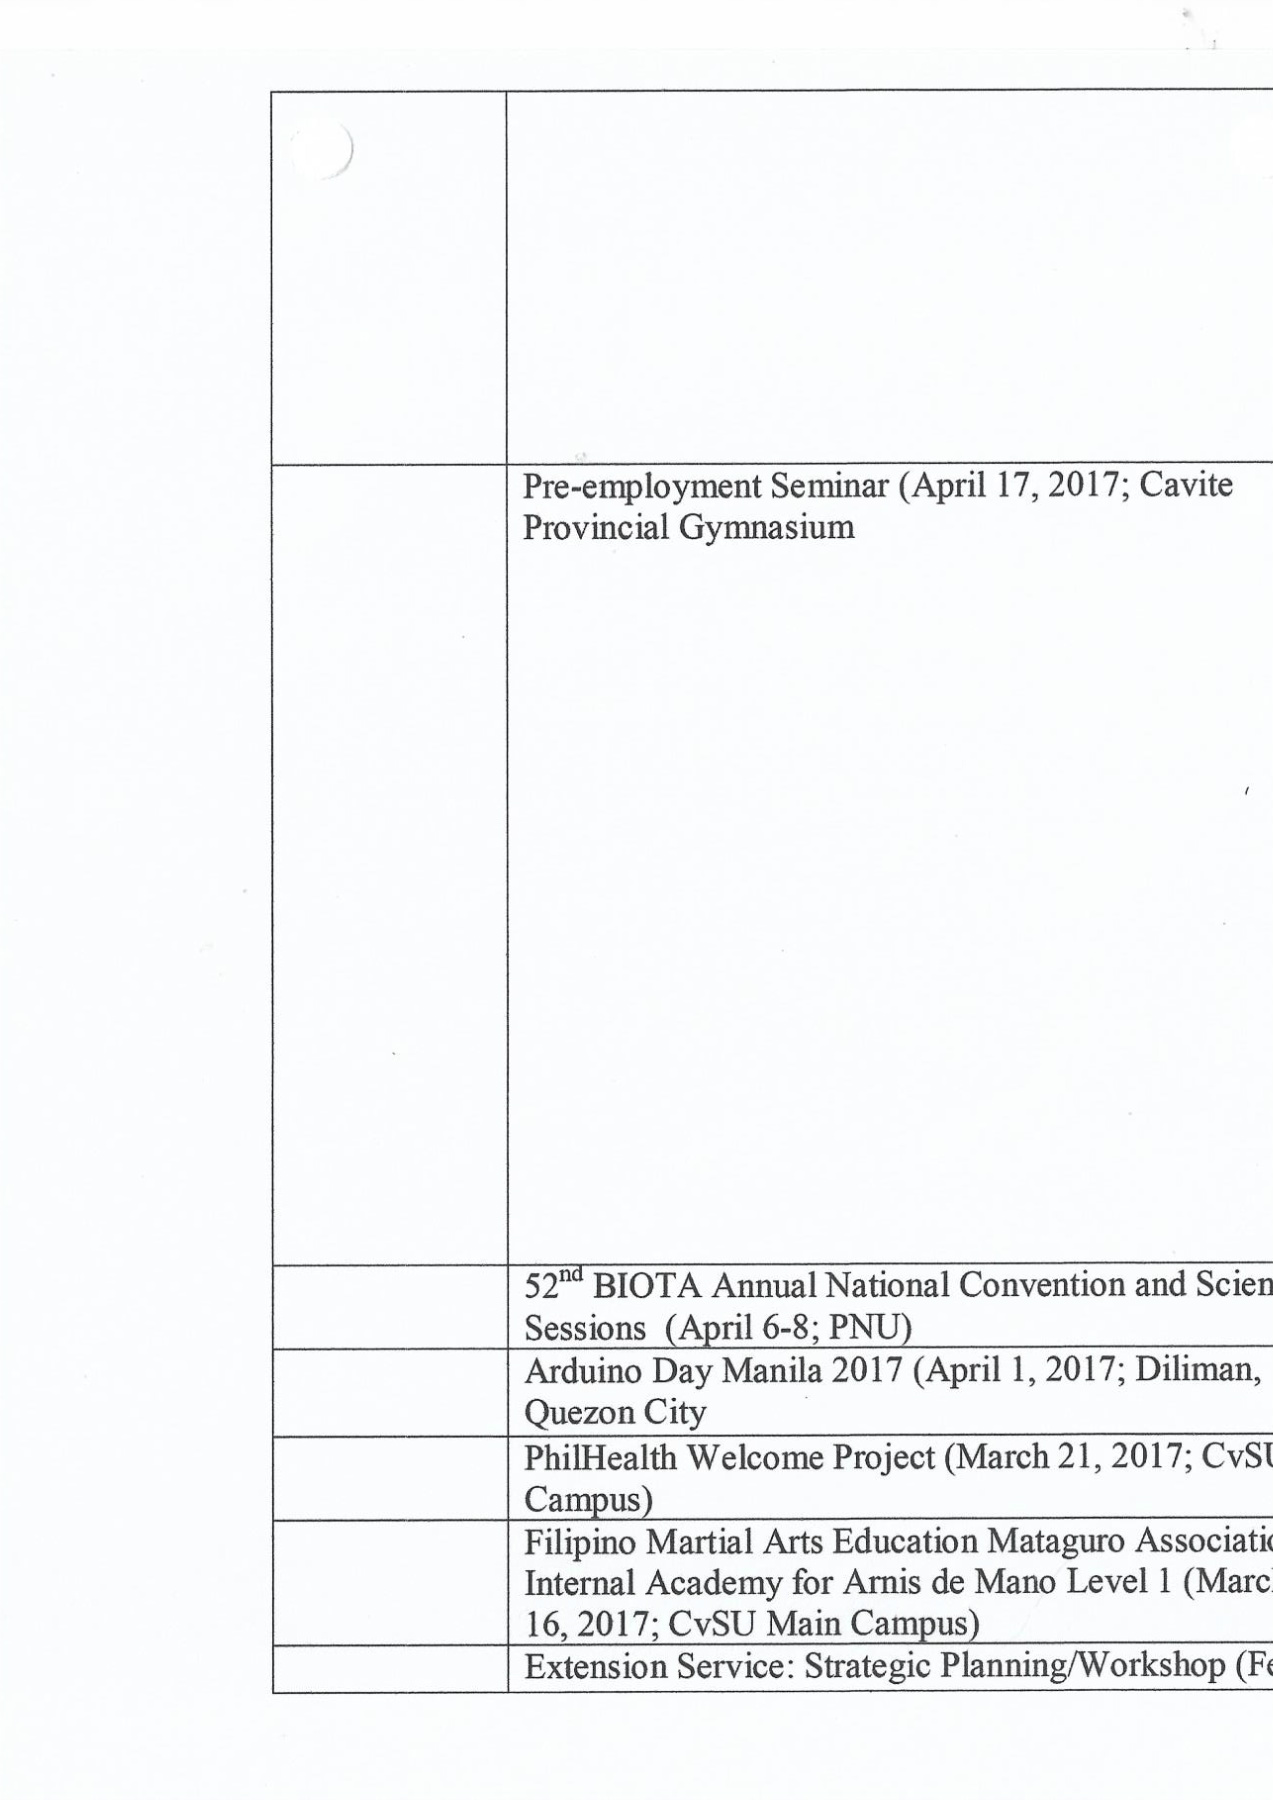 Pre-employment Seminar (April 17, 2017; Cavite
Provincial Gymnasium
52nd BIOTA Annual National Convention and Scien
Sessions (April 6-8; PNU)
Arduino Day Manila 2017 (April 1, 2017; Diliman,
Quezon City
PhilHealth Welcome Project (March 21, 2017; CvSU
Campus)
Filipino Martial Arts Education Mataguro Associatio
Internal Academy for Arnis de Mano Level 1 (Marc
16, 2017; CvSU Main Campus)
Extension Service: Strategic Planning/Workshop (Fe